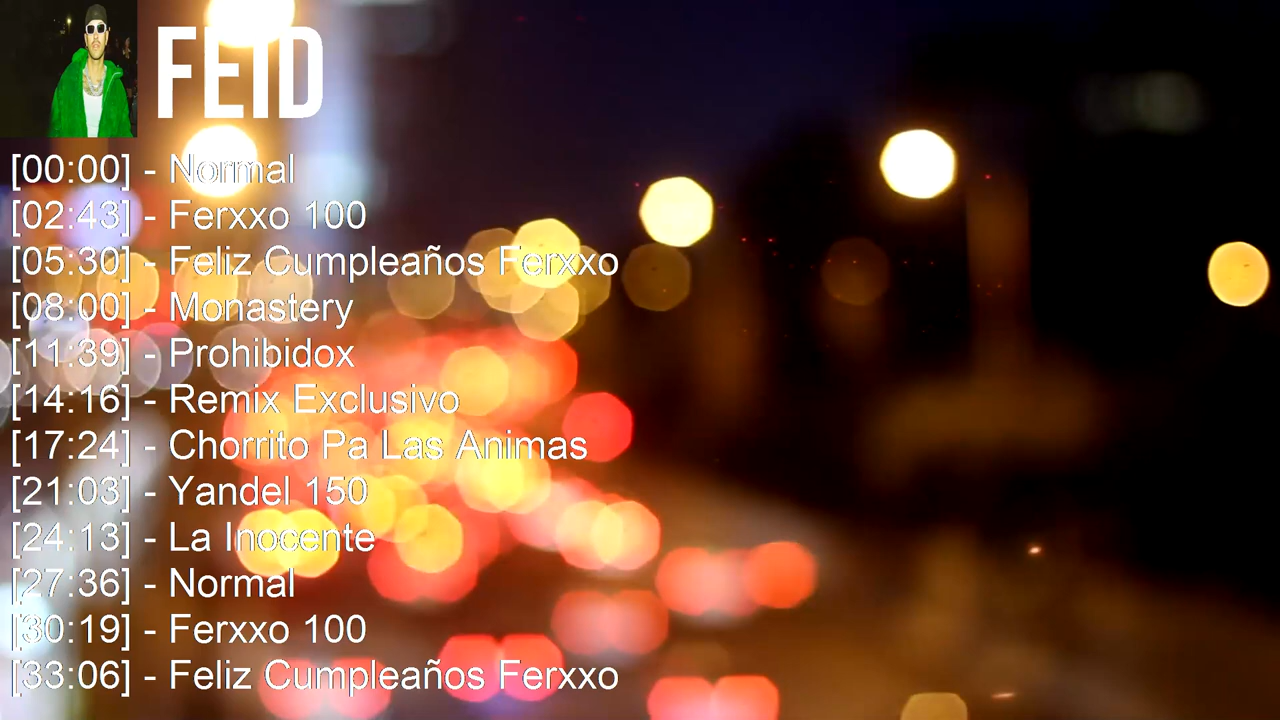 FEID
[00:00] - Normal
[02:43] - Ferxxo 100
[05:30] - Feliz Cumpleaños Ferxxo
[08:00] - Monastery
[11:39] - Prohibidox
[14:16] - Remix Exclusivo
[17:24] - Chorrito Pa Las Animas
[21:03] - Yandel 150
[24:13] - La Inocente
[27:36] - Normal
[30:19] - Ferxxo 100
[33:06] - Feliz Cumpleaños Ferxxo